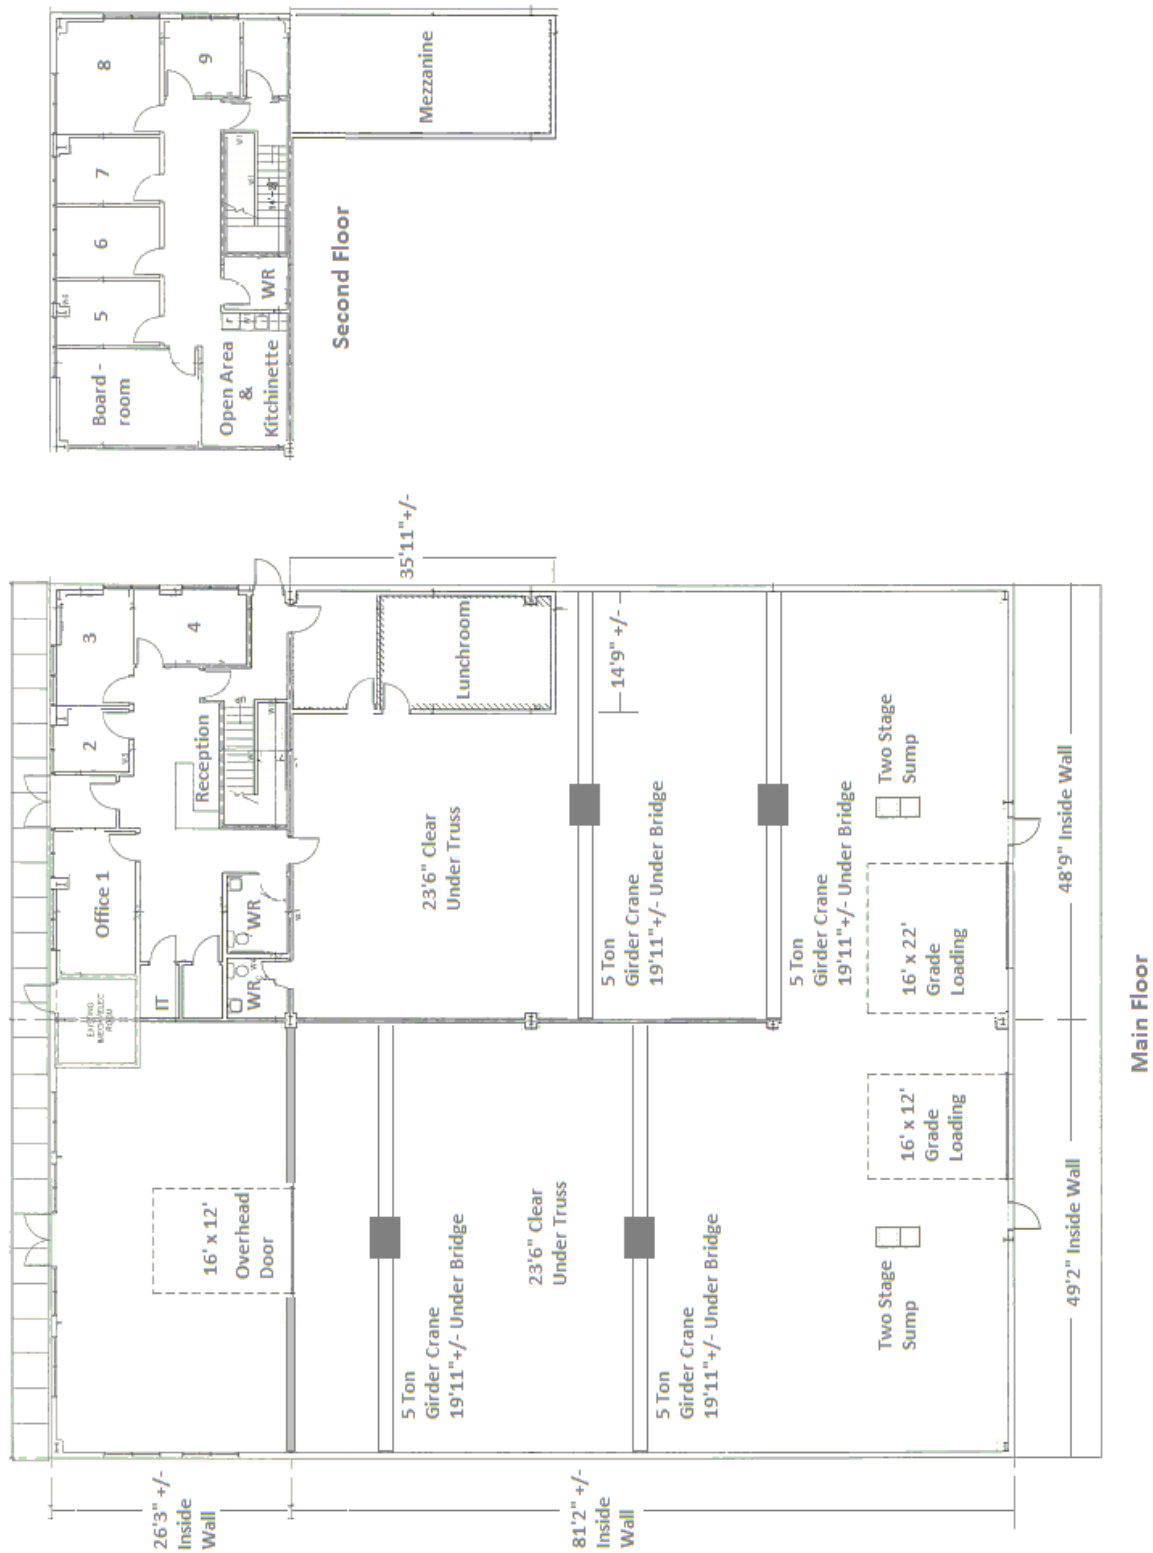 26'3" +/-
Inside
Wall
81'2" +/-
Inside
Wall
16' x 12'
Overhead
Door
5 Ton
Girder Crane
19'11"+/- Under Bridge
23'6" Clear
Under Truss
5 Ton
Girder Crane
19'11"+/- Under Bridge
Two Stage
Sump
16' x 12'
Grade
Loading
49'2" Inside Wall
EXISTING
MECH/ELEC
ROOM
Office 1
IT
WR
WR
2
3
4
Reception
Lunchroom
35'11"+/-
14'9" +/-
23'6" Clear
Under Truss
5 Ton
Girder Crane
19'11"+/- Under Bridge
5 Ton
Girder Crane
19'11"+/- Under Bridge
Two Stage
Sump
16' x 22'
Grade
Loading
48'9" Inside Wall
Main Floor
Board -
room
5
6
7
8
9
Open Area
&
Kitchinette
WR
Mezzanine
Second Floor